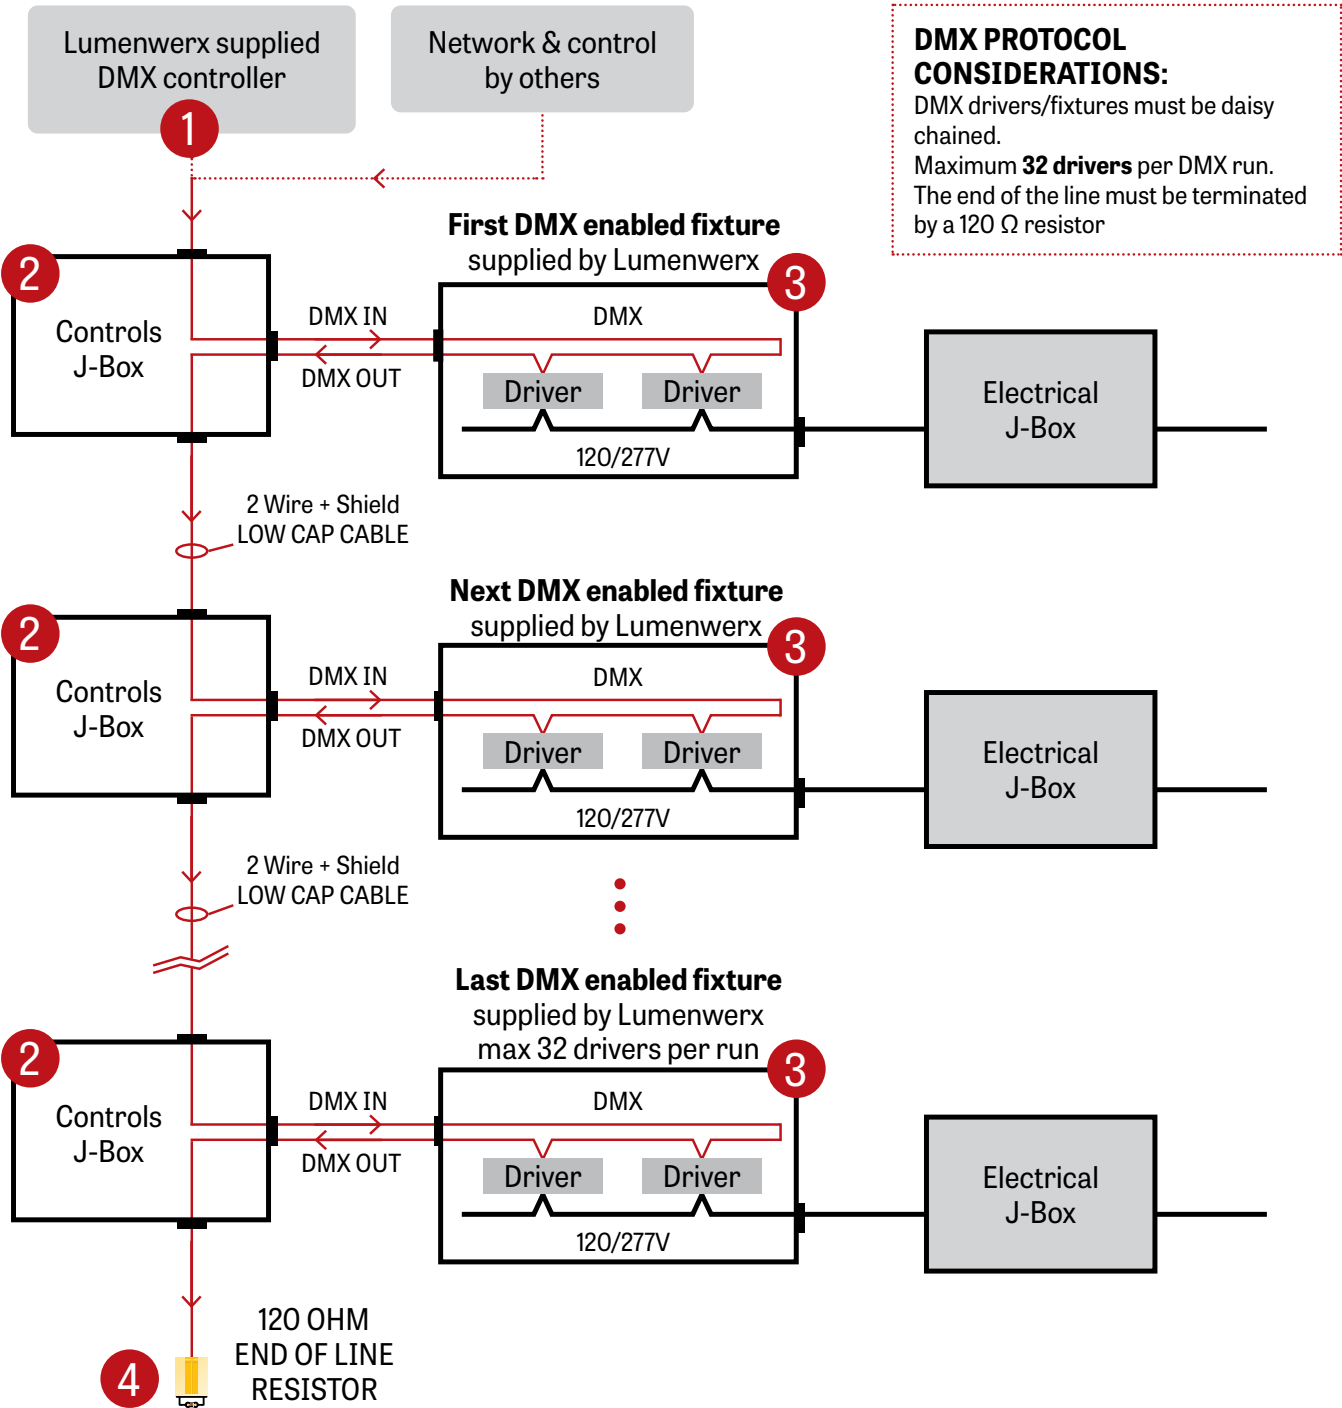 Lumenwerx supplied
DMX controller
1
Network & control
by others
DMX PROTOCOL
CONSIDERATIONS:
DMX drivers/fixtures must be daisy
chained.
Maximum 32 drivers per DMX run.
The end of the line must be terminated
by a 120 Ω resistor
2
Controls
J-Box
DMX IN
DMX OUT
First DMX enabled fixture
supplied by Lumenwerx
3
DMX
Driver
Driver
120/277V
Electrical
J-Box
2 Wire + Shield
LOW CAP CABLE
2
Controls
J-Box
DMX IN
DMX OUT
Next DMX enabled fixture
supplied by Lumenwerx
3
DMX
Driver
Driver
120/277V
Electrical
J-Box
2 Wire + Shield
LOW CAP CABLE
2
Controls
J-Box
DMX IN
DMX OUT
Last DMX enabled fixture
supplied by Lumenwerx
max 32 drivers per run
3
DMX
Driver
Driver
120/277V
Electrical
J-Box
4
120 OHM
END OF LINE
RESISTOR